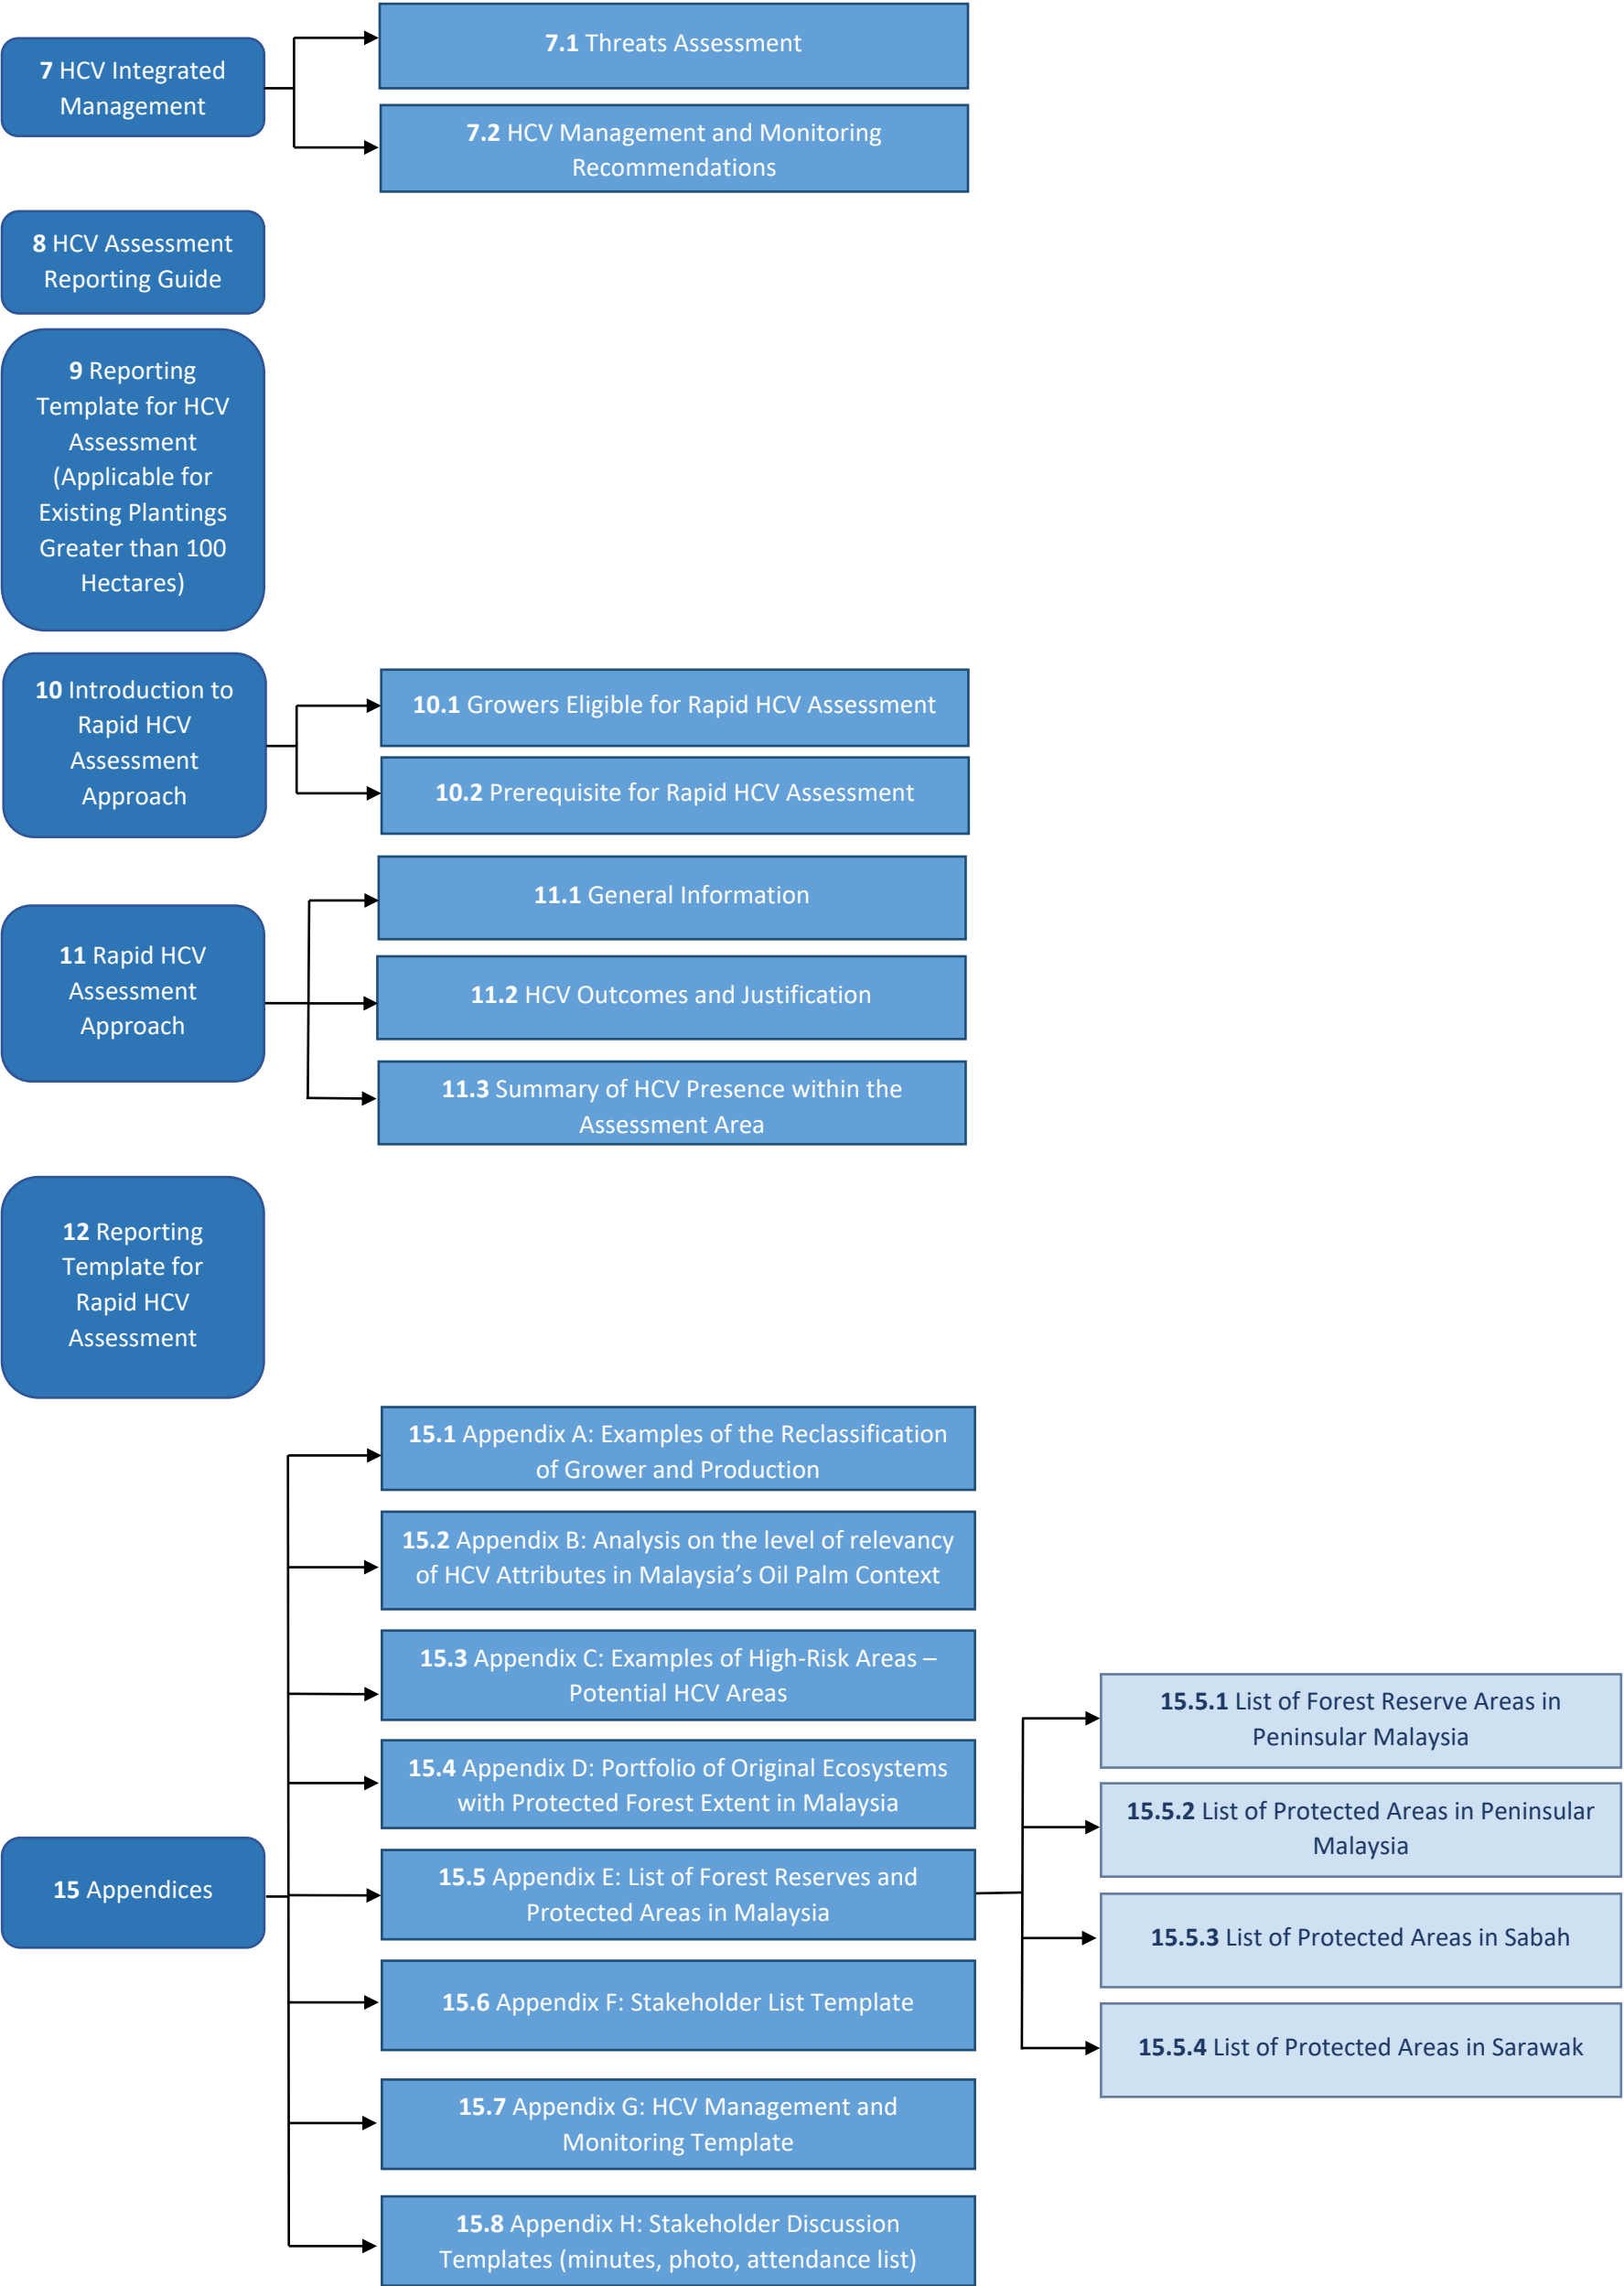 7 HCV Integrated
Management
7.1 Threats Assessment
7.2 HCV Management and Monitoring
Recommendations
8 HCV Assessment
Reporting Guide
9 Reporting
Template for HCV
Assessment
(Applicable for
Existing Plantings
Greater than 100
Hectares)
10 Introduction to
Rapid HCV
Assessment
Approach
10.1 Growers Eligible for Rapid HCV Assessment
10.2 Prerequisite for Rapid HCV Assessment
11 Rapid HCV
Assessment
Approach
11.1 General Information
11.2 HCV Outcomes and Justification
11.3 Summary of HCV Presence within the
Assessment Area
12 Reporting
Template for
Rapid HCV
Assessment
15 Appendices
15.1 Appendix A: Examples of the Reclassification
of Grower and Production
15.2 Appendix B: Analysis on the level of relevancy
of HCV Attributes in Malaysia’s Oil Palm Context
15.3 Appendix C: Examples of High-Risk Areas –
Potential HCV Areas
15.4 Appendix D: Portfolio of Original Ecosystems
with Protected Forest Extent in Malaysia
15.5 Appendix E: List of Forest Reserves and
Protected Areas in Malaysia
15.5.1 List of Forest Reserve Areas in
Peninsular Malaysia
15.5.2 List of Protected Areas in Peninsular
Malaysia
15.5.3 List of Protected Areas in Sabah
15.5.4 List of Protected Areas in Sarawak
15.6 Appendix F: Stakeholder List Template
15.7 Appendix G: HCV Management and
Monitoring Template
15.8 Appendix H: Stakeholder Discussion
Templates (minutes, photo, attendance list)